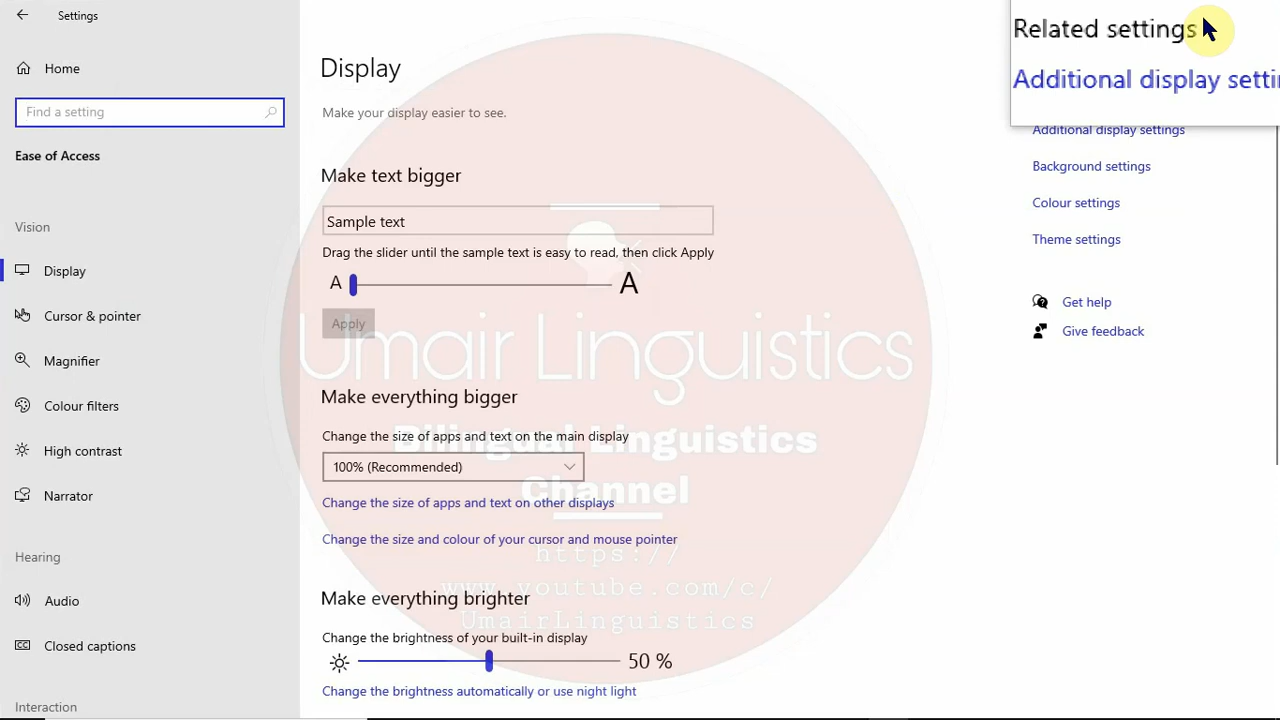 Settings
Home
Find a setting
Ease of Access
Vision
Display
Cursor & pointer
Magnifier
Colour filters
High contrast
Narrator
Hearing
Audio
Closed captions
Interaction
Display
Make your display easier to see.
Make text bigger
Sample text
Drag the slider until the sample text is easy to read, then click Apply
A A
Apply
Make everything bigger
Change the size of apps and text on the main display
100% (Recommended)
Change the size of apps and text on other displays
Change the size and colour of your cursor and mouse pointer
Make everything brighter
Change the brightness of your built-in display
50 %
Change the brightness automatically or use night light
Related settings
Additional display setti
Additional display settings
Background settings
Colour settings
Theme settings
Get help
Give feedback
Umair Linguistics
Bilingual Linguistics
Channel
https://
www.youtube.com/c/
UmairLinguistics